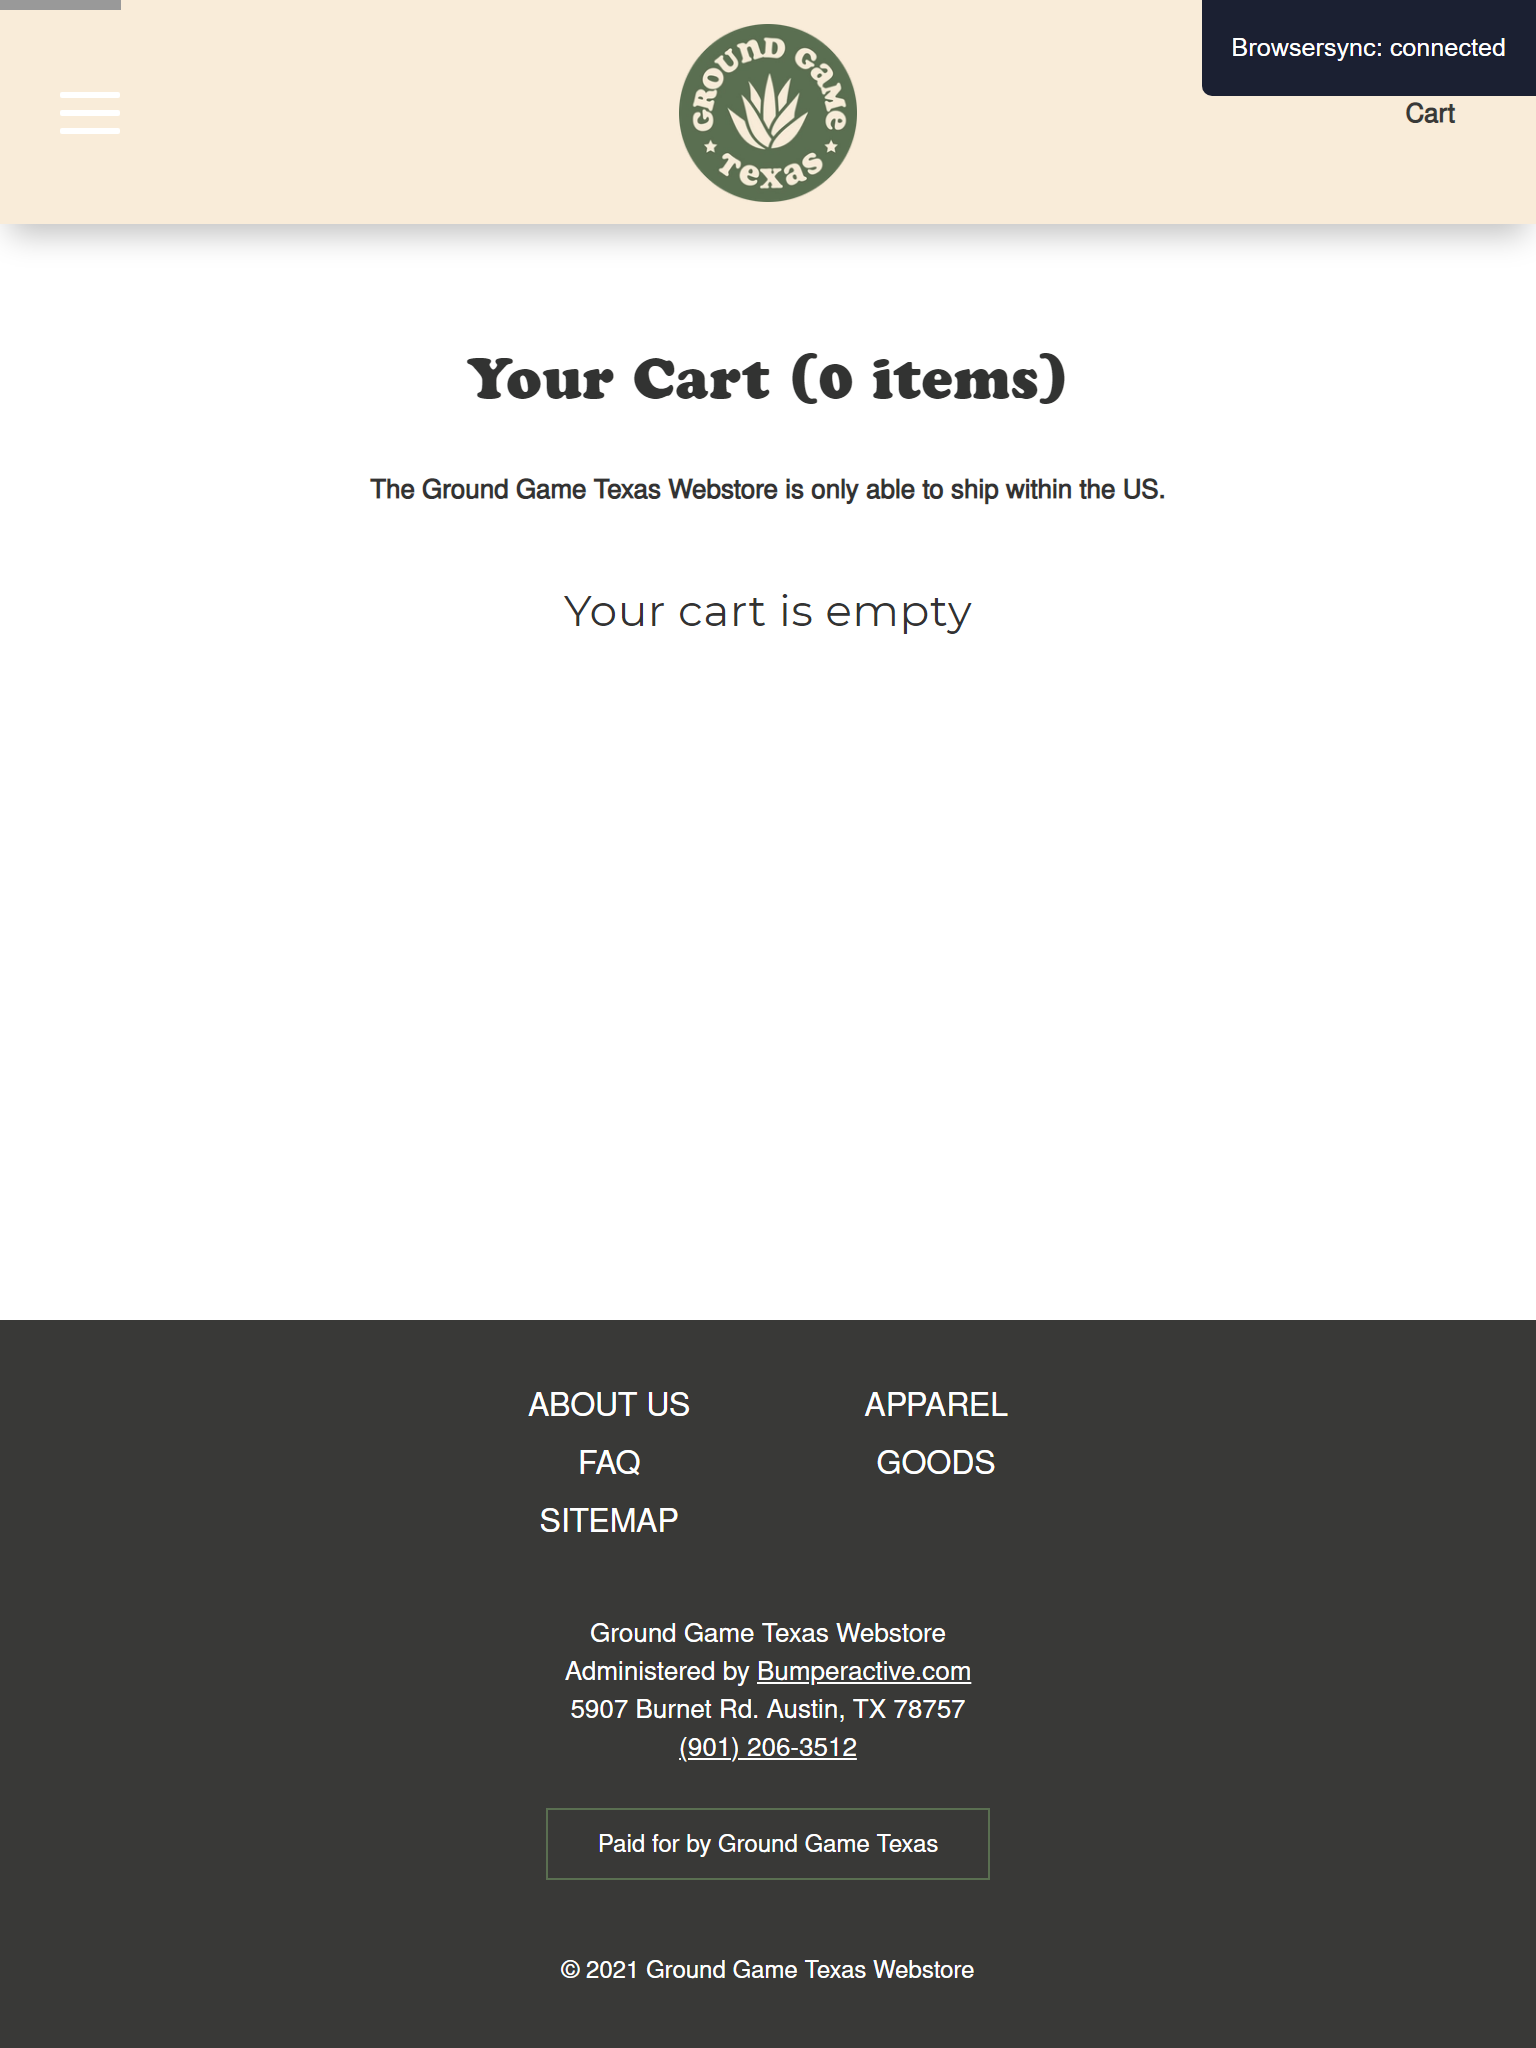 GROUND GAME
TEXAS
Browsersync: connected
Cart
Your Cart (0 items)
The Ground Game Texas Webstore is only able to ship within the US.
Your cart is empty
ABOUT US
APPAREL
FAQ
GOODS
SITEMAP
Ground Game Texas Webstore
Administered by Bumperactive.com
5907 Burnet Rd. Austin, TX 78757
(901) 206-3512
Paid for by Ground Game Texas
© 2021 Ground Game Texas Webstore